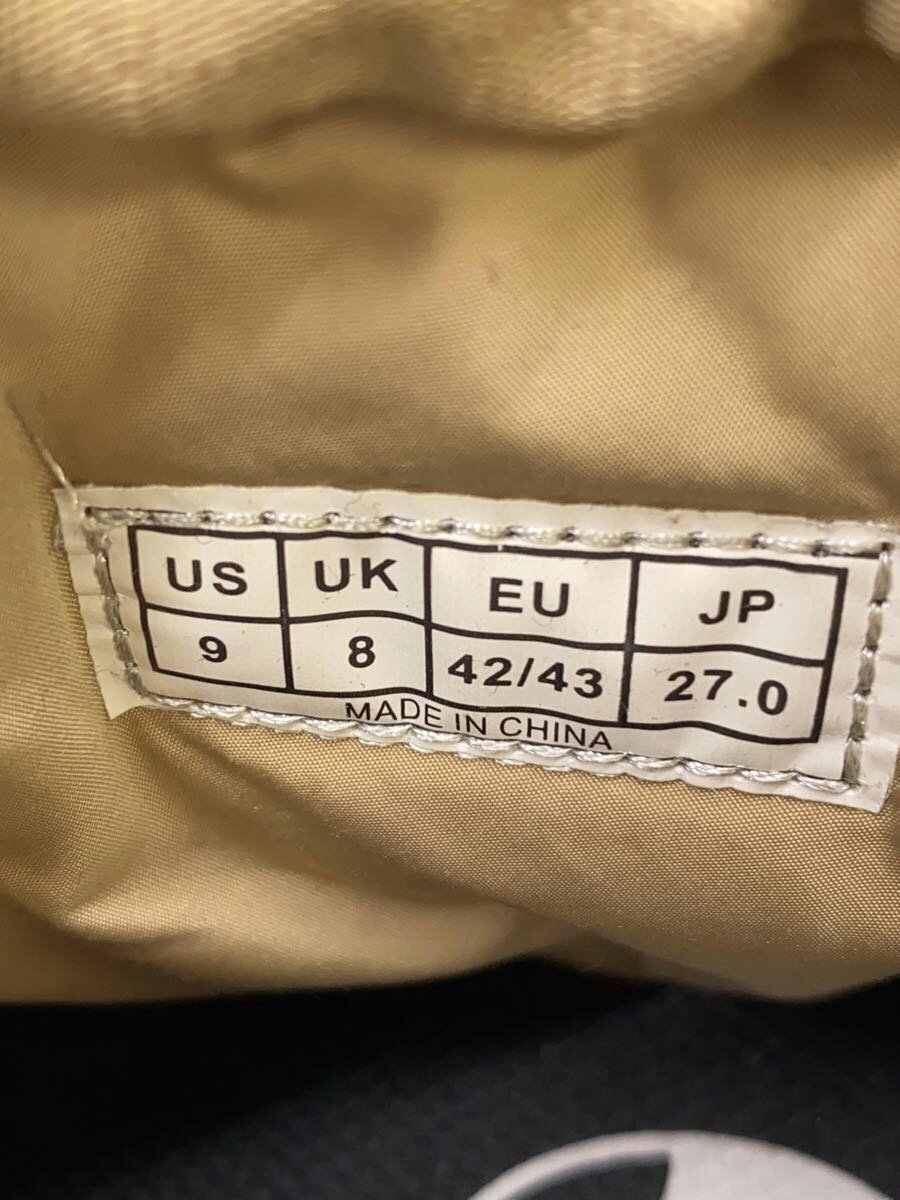 US UK EU JP
9 8 42/43 27.0
MADE IN CHINA